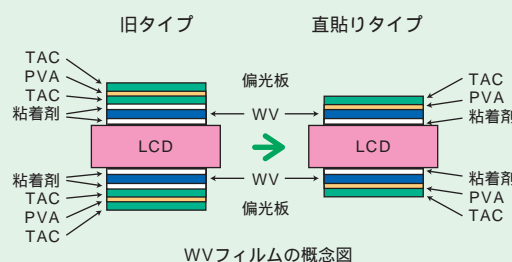 旧タイプ
直貼りタイプ
TAC
PVA
TAC
粘着剤
偏光板
WV
LCD
粘着剤
TAC
PVA
TAC
WV
偏光板
TAC
PVA
粘着剤
LCD
粘着剤
PVA
TAC
WVフィルムの概念図